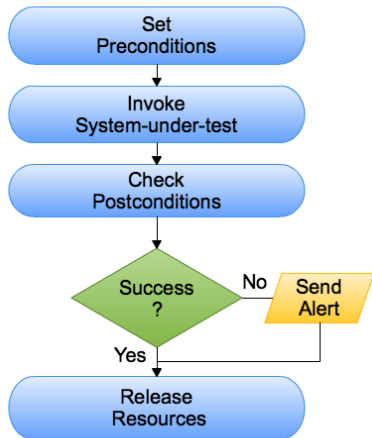 Set
Preconditions
Invoke
System-under-test
Check
Postconditions
Success
?
No
Send
Alert
Yes
Release
Resources